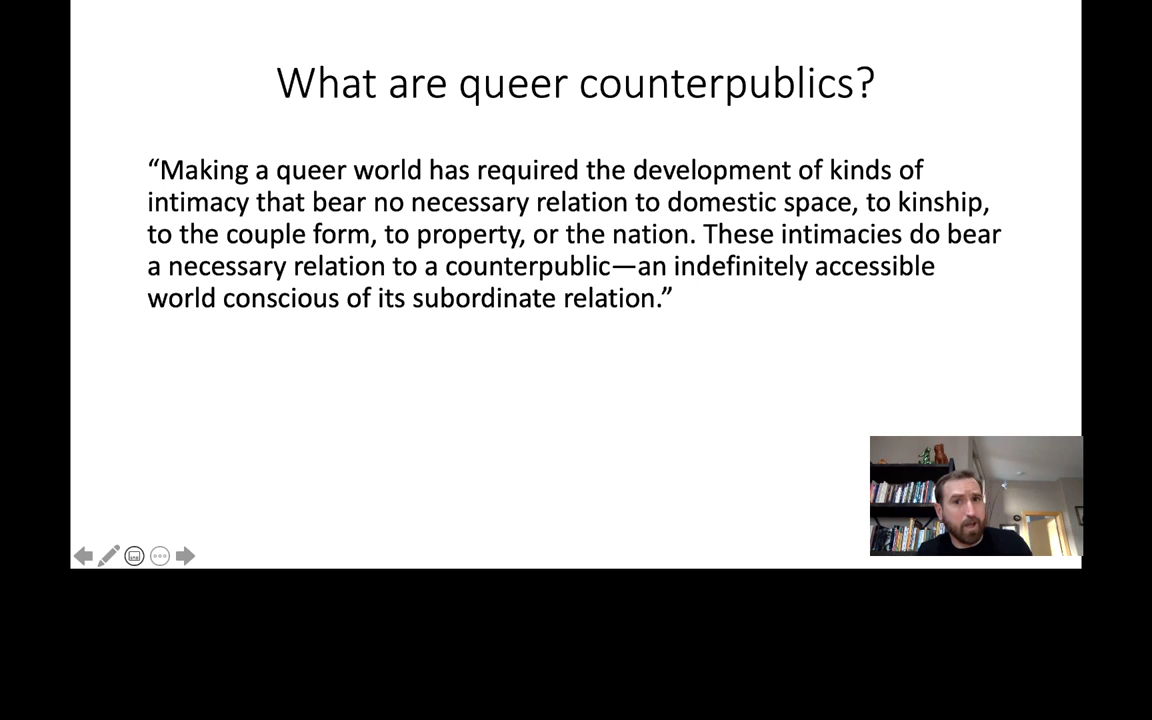 What are queer counterpublics?
“Making a queer world has required the development of kinds of
intimacy that bear no necessary relation to domestic space, to kinship,
to the couple form, to property, or the nation. These intimacies do bear
a necessary relation to a counterpublic—an indefinitely accessible
world conscious of its subordinate relation.”